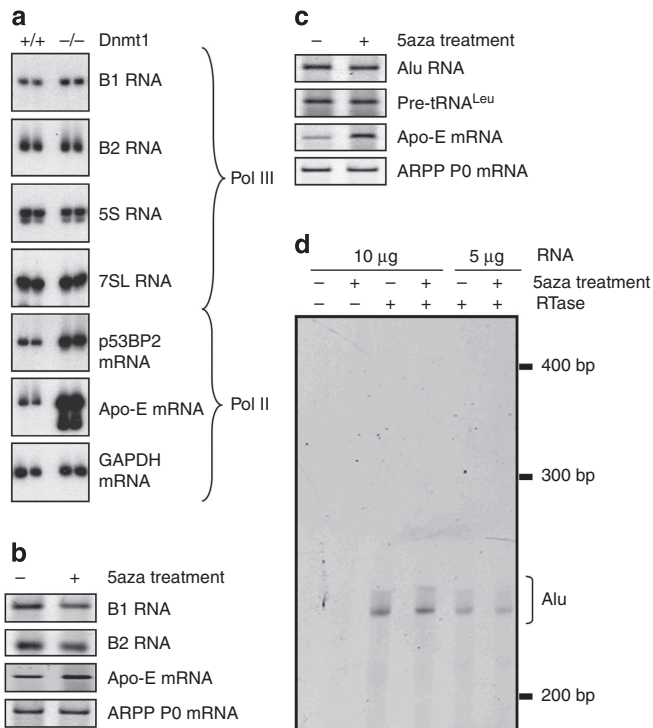 a
+/+ –/– Dnmt1
B1 RNA
B2 RNA
5S RNA
7SL RNA
Pol III
p53BP2
mRNA
Apo-E mRNA
GAPDH
mRNA
Pol II
b
– + 5aza treatment
B1 RNA
B2 RNA
Apo-E mRNA
ARPP P0 mRNA
c
– + 5aza treatment
Alu RNA
Pre-tRNALeu
Apo-E mRNA
ARPP P0 mRNA
d
10 µg 5 µg RNA
– + – + – + 5aza treatment
– – + + + + RTase
400 bp
300 bp
Alu
200 bp